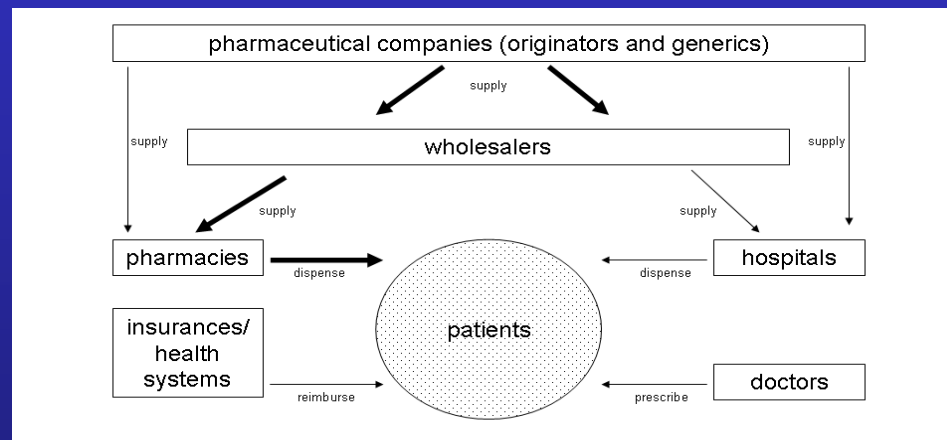 pharmaceutical companies (originators and generics)
supply
supply
supply
wholesalers
supply
supply
pharmacies
dispense
dispense
hospitals
insurances/
health
systems
patients
reimburse
prescribe
doctors